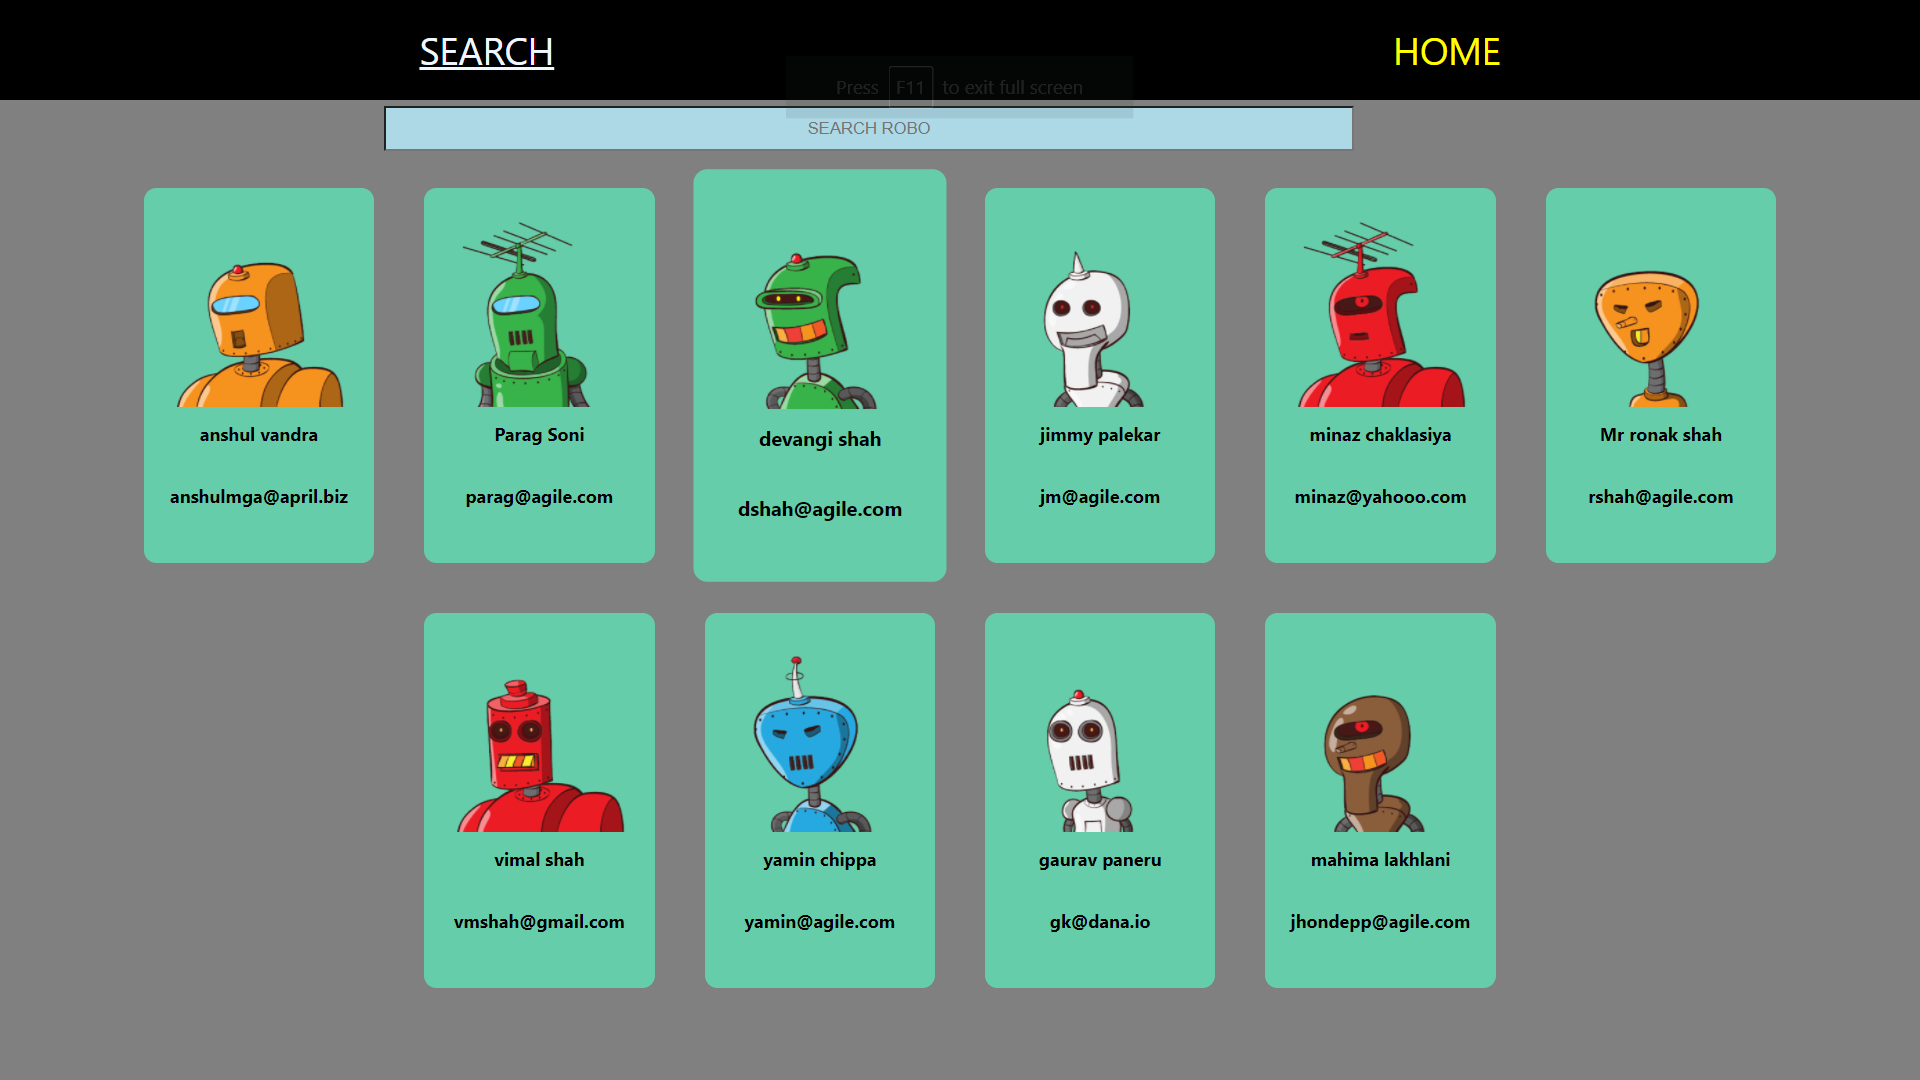 SEARCH
HOME
Press F11 to exit full screen
SEARCH ROBO
anshul vandra
anshulmga@april.biz
Parag Soni
parag@agile.com
devangi shah
dshah@agile.com
jimmy palekar
jm@agile.com
minaz chaklasiya
minaz@yahooo.com
Mr ronak shah
rshah@agile.com
vimal shah
vmshah@gmail.com
yamin chippa
yamin@agile.com
gaurav paneru
gk@dana.io
mahima lakhlani
jhondepp@agile.com